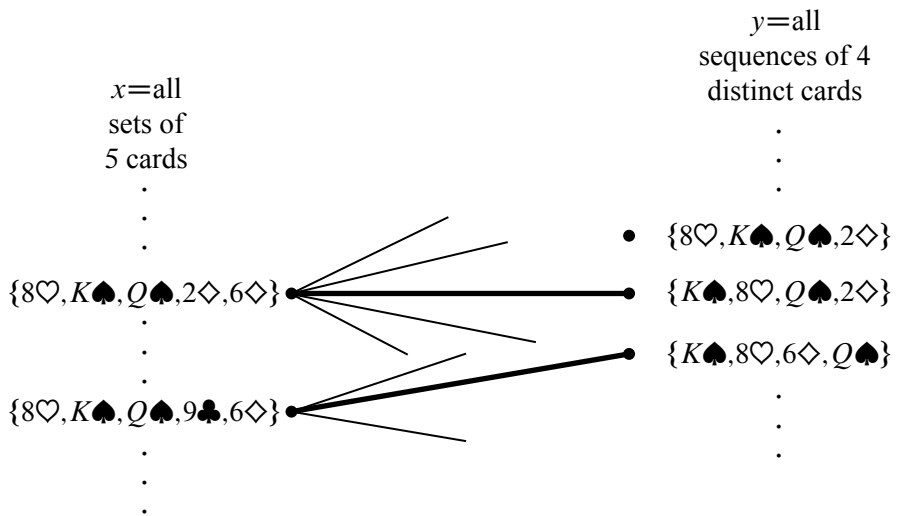 x=all
sets of
5 cards
y=all
sequences of 4
distinct cards
{8♡,K♠,Q♠,2♢,6♢}
{8♡,K♠,Q♠,9♣,6♢}
{8♡,K♠,Q♠,2♢}
{K♠,8♡,Q♠,2♢}
{K♠,8♡,6♢,Q♠}